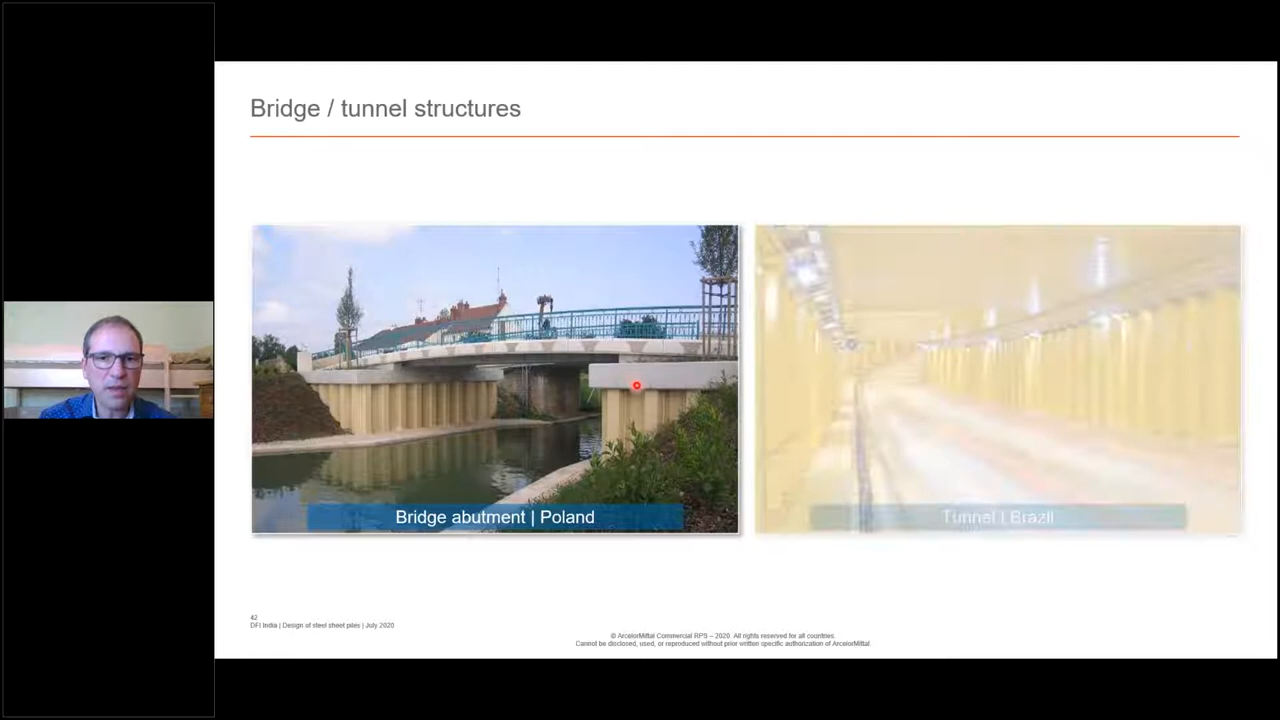 Bridge / tunnel structures
Bridge abutment | Poland
Tunnel | Brazil
42
DFI India | Design of steel sheet piles | July 2020
© ArcelorMittal Commercial RPS – 2020. All rights reserved for all countries.
Cannot be disclosed, used, or reproduced without prior written specific authorization of ArcelorMittal